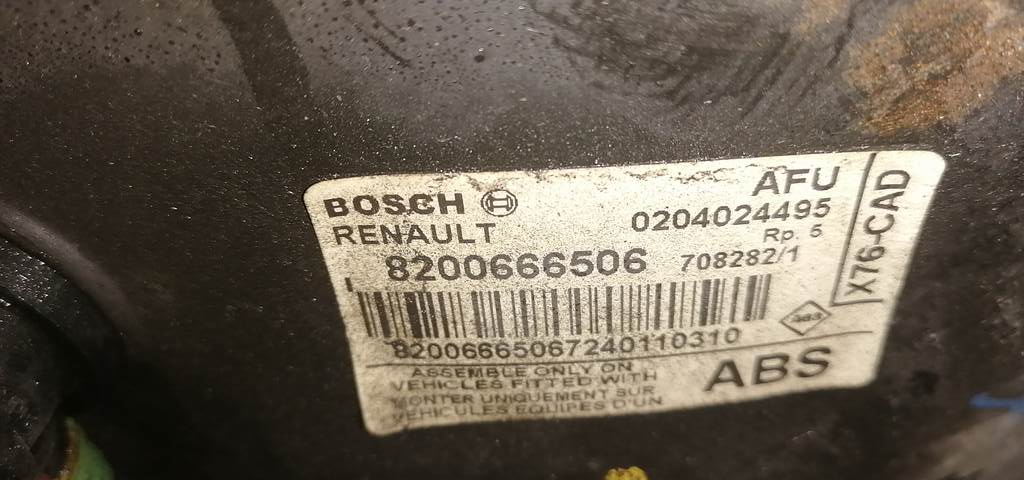 BOSCH AFU
RENAULT 0204024495
Rp. 6
8200666506 708282/1
X76-CAD
82006665067240110310
ASSEMBLE ONLY ON
VEHICLES FITTED WITH
MONTER UNIQUEMENT SUR
VEHICULES EQUIPES D'UN
ABS